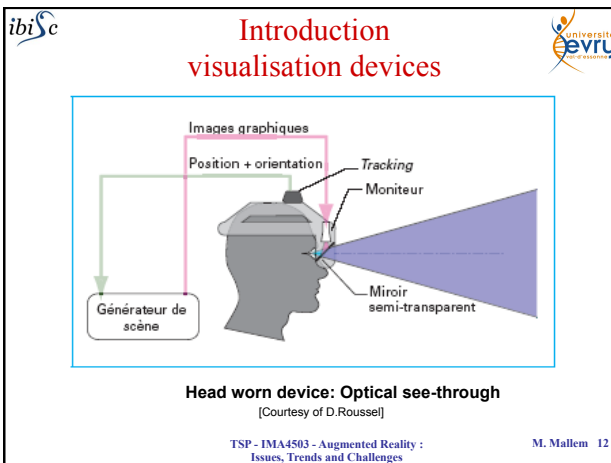 ibiSc
Introduction
visualisation devices
université
evry
val-d'essonne
Images graphiques
Position + orientation
Tracking
Moniteur
Miroir
semi-transparent
Générateur de
scène
Head worn device: Optical see-through
[Courtesy of D.Roussel]
TSP - IMA4503 - Augmented Reality :
Issues, Trends and Challenges
M. Mallem 12